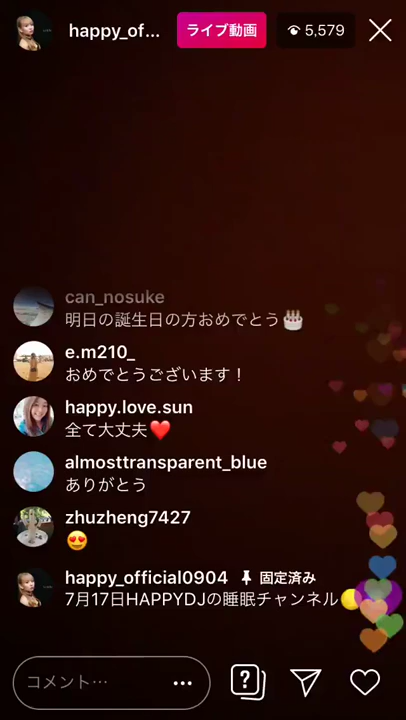 happy_of...
ライブ動画
5,579
can_nosuke
明日の誕生日の方おめでとう🎂
e.m210_
おめでとうございます！
happy.love.sun
全て大丈夫❤️
almosttransparent_blue
ありがとう
zhuzheng7427
😍
happy_official0904 📌 固定済み
7月17日HAPPYDJの睡眠チャンネル🌕
コメント…